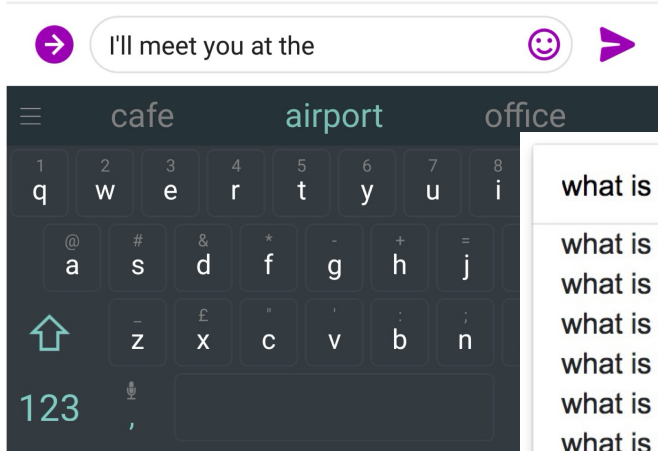 I'll meet you at the
cafe airport office
1 2 3 4 5 6 7 8
q w e r t y u i
@ # & * - + =
a s d f g h j
_ £ " ' : ;
z x c v b n
123 ,
what is
what is
what is
what is
what is
what is
what is